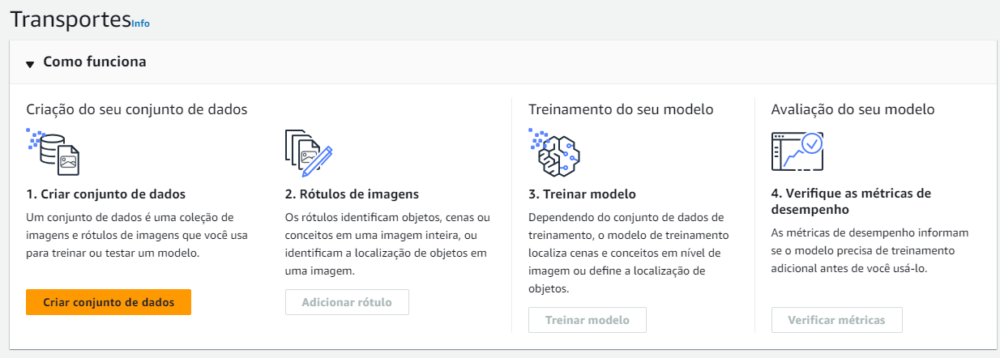 Transportes Info
Como funciona
Criação do seu conjunto de dados
1. Criar conjunto de dados
Um conjunto de dados é uma coleção de
imagens e rótulos de imagens que você usa
para treinar ou testar um modelo.
Criar conjunto de dados
2. Rótulos de imagens
Os rótulos identificam objetos, cenas ou
conceitos em uma imagem inteira, ou
identificam a localização de objetos em
uma imagem.
Adicionar rótulo
Treinamento do seu modelo
3. Treinar modelo
Dependendo do conjunto de dados de
treinamento, o modelo de treinamento
localiza cenas e conceitos em nível de
imagem ou define a localização de
objetos.
Treinar modelo
Avaliação do seu modelo
4. Verifique as métricas de
desempenho
As métricas de desempenho informam
se o modelo precisa de treinamento
adicional antes de você usá-lo.
Verificar métricas